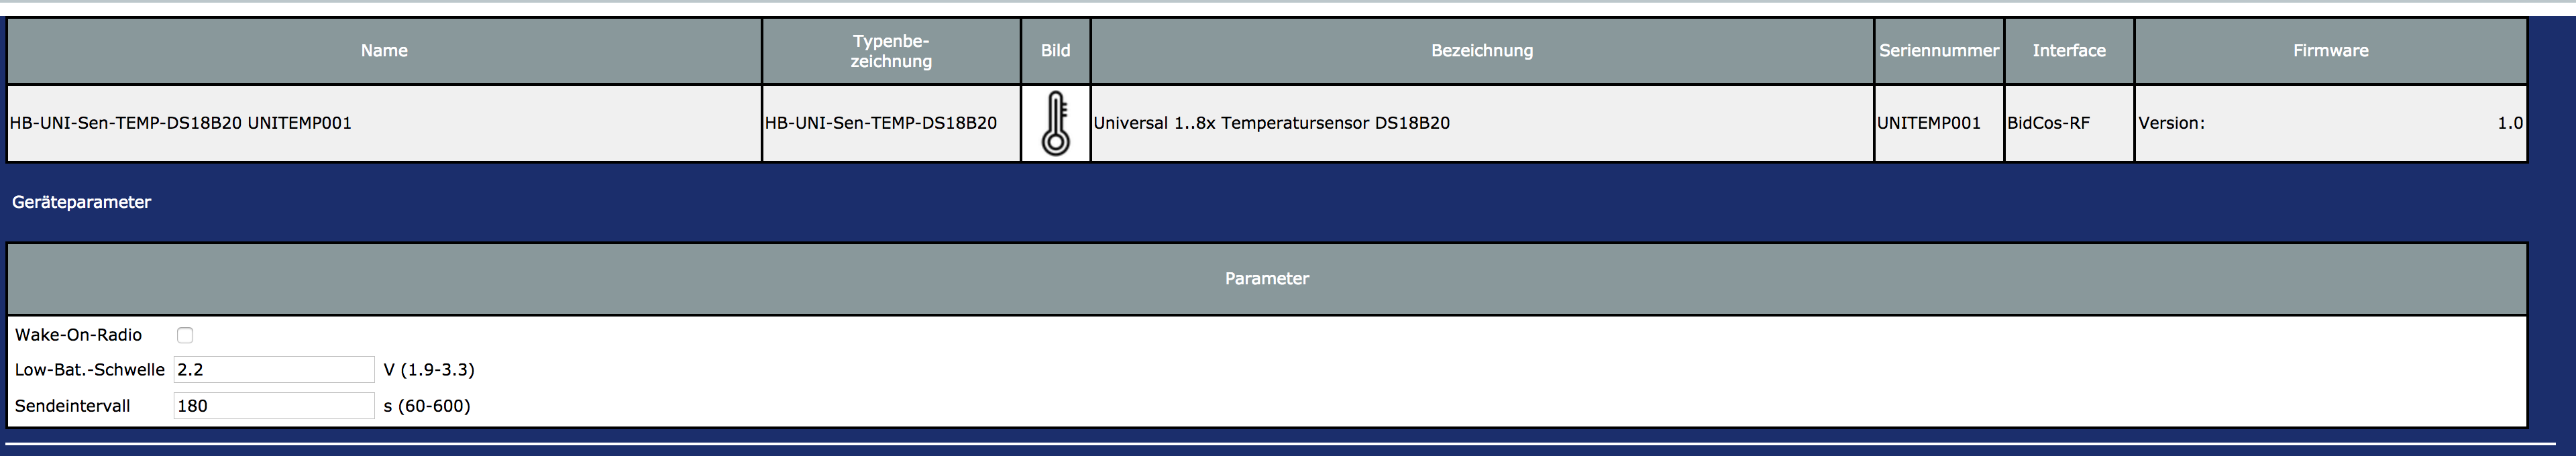 Name Typenbe-
zeichnung Bild Bezeichnung Seriennummer Interface Firmware
HB-UNI-Sen-TEMP-DS18B20 UNITEMP001 HB-UNI-Sen-TEMP-DS18B20 Universal 1..8x Temperatursensor DS18B20 UNITEMP001 BidCos-RF Version: 1.0
Geräteparameter
Parameter
Wake-On-Radio
Low-Bat.-Schwelle 2.2 V (1.9-3.3)
Sendeintervall 180 s (60-600)